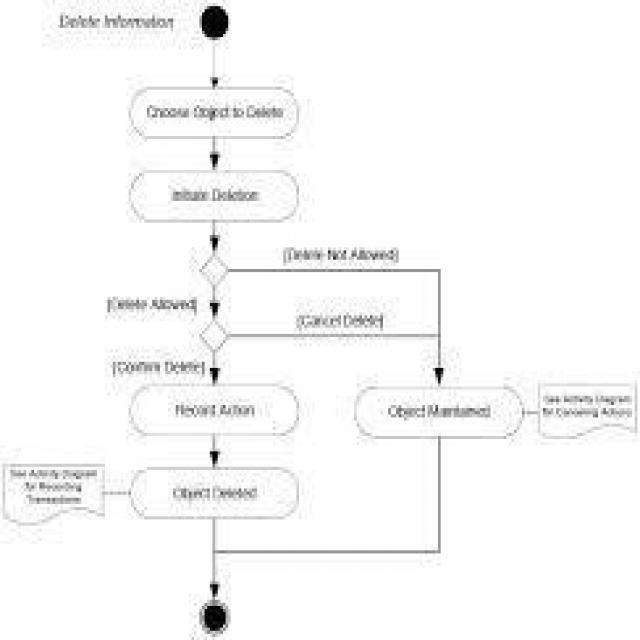 Delete Information
Choose Object to Delete
Initiate Deletion
[Delete Not Allowed]
[Delete Allowed]
[Cancel Delete]
[Confirm Delete]
Record Action
Object Maintained
See Activity Diagram
for Canceling Actions
See Activity Diagram
for Recording
Transactions
Object Deleted